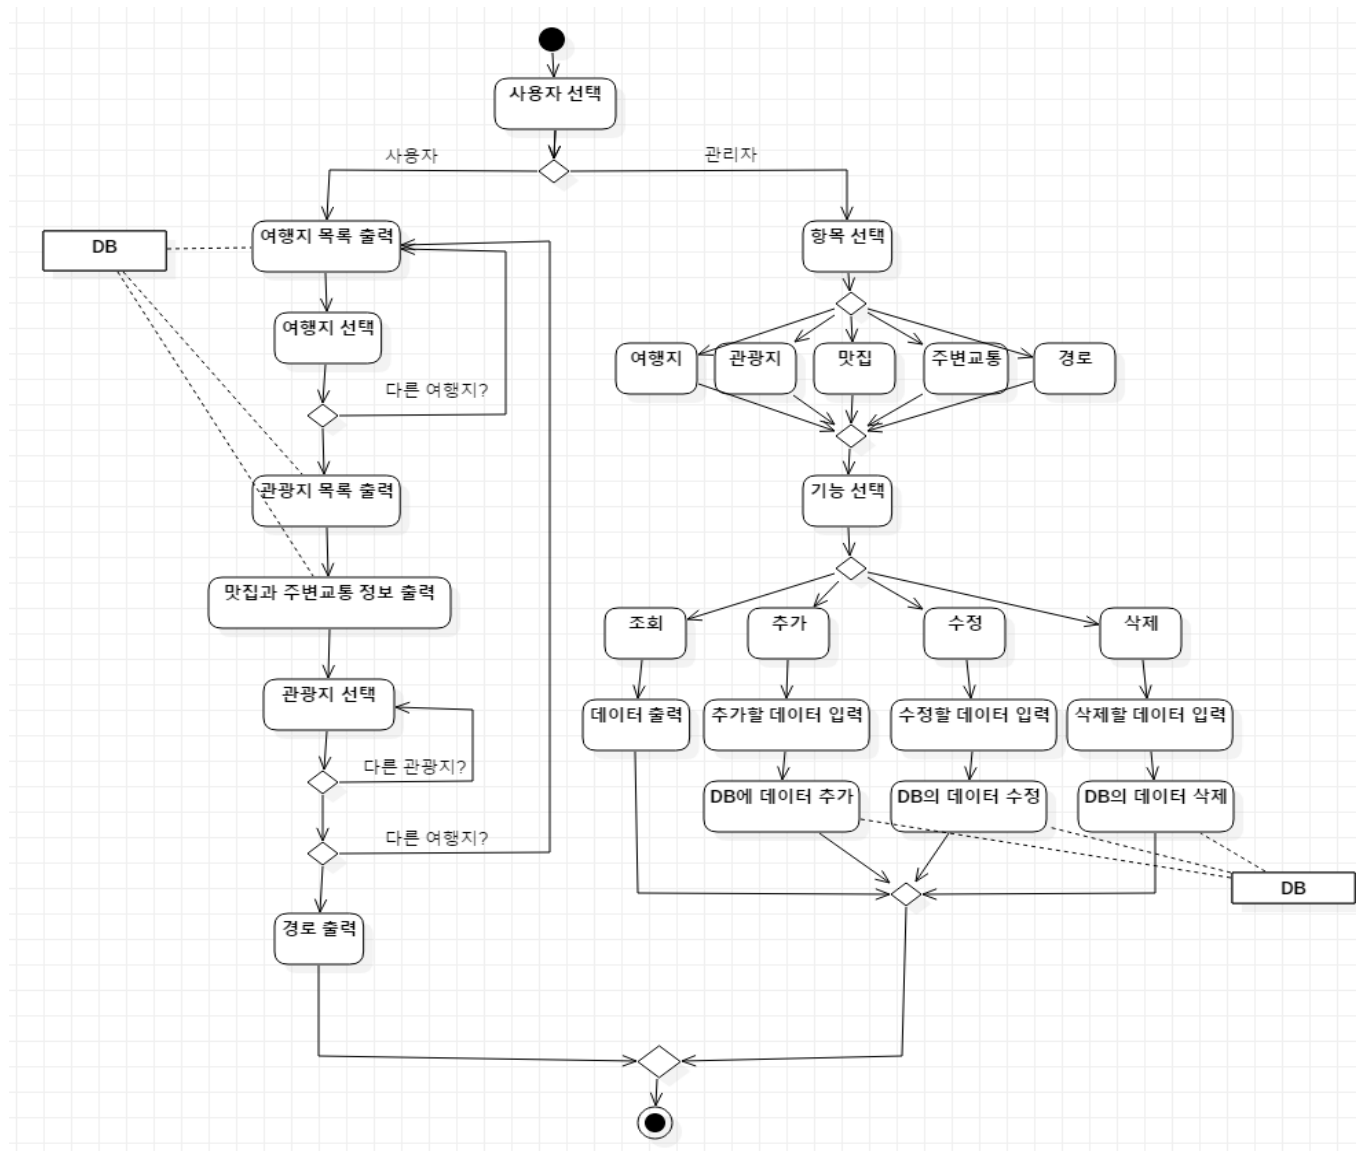 사용자 선택
사용자
관리자
DB
여행지 목록 출력
항목 선택
여행지 선택
여행지
관광지
맛집
주변교통
경로
다른 여행지?
관광지 목록 출력
기능 선택
맛집과 주변교통 정보 출력
조회
추가
수정
삭제
관광지 선택
데이터 출력
추가할 데이터 입력
수정할 데이터 입력
삭제할 데이터 입력
다른 관광지?
DB에 데이터 추가
DB의 데이터 수정
DB의 데이터 삭제
다른 여행지?
DB
경로 출력